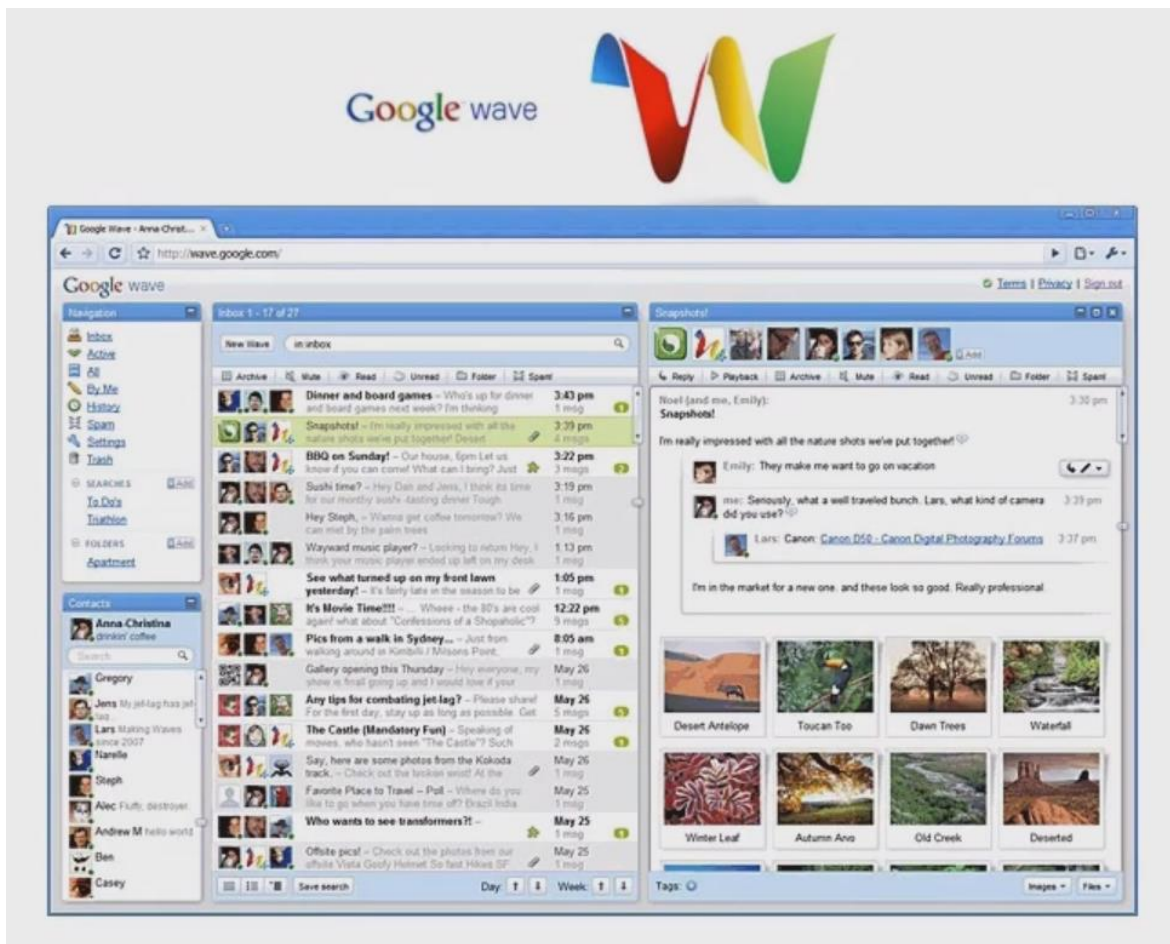 Google wave
Google Wave - Anna-Christ...
http://wave.google.com/
Google wave
Terms | Privacy | Sign out
Navigation
Inbox
Active
All
By Me
History
Spam
Settings
Trash
SEARCHES
Add
To Do's
Triathlon
FOLDERS
Add
Apartment
Contacts
Anna-Christina
drinkin' coffee
Search
Gregory
Jens My jet-lag has jet-
lag
Lars Making Waves
since 2007
Narelle
Steph
Alec Fluffy, destroyer
Andrew M hello world
Ben
Casey
Inbox 1 - 17 of 27
New Wave
in:inbox
Archive Mute Read Unread Folder Spam!
Dinner and board games – Who's up for dinner 3:43 pm
and board games next week? I'm thinking 1 msg
Snapshots! – I'm really impressed with all the 3:39 pm
nature shots we've put together! Desert 4 msgs
BBQ on Sunday! – Our house, 6pm Let us 3:22 pm
know if you can come! What can I bring? Just 3 msgs 2
Sushi time? – Hey Dan and Jens, I think its time 3:19 pm
for our monthly sushi -tasting dinner Tough 1 msg
Hey Steph, – Wanna get coffee tomorrow? We 3:16 pm
can met by the palm trees 1 msg
Wayward music player? – Looking to return Hey, I 1:13 pm
think your music player ended up left on my desk 1 msg
See what turned up on my front lawn 1:05 pm
yesterday! – It's fairly late in the season to be 1 msg
It's Movie Time!!!! – ... Wheee - the 80's are cool 12:22 pm
again! what about "Confessions of a Shopaholic"? 9 msgs
Pics from a walk in Sydney... – Just from 8:05 am
walking around in Kirribilli / Milsons Point. 1 msg
Gallery opening this Thursday – Hey everyone, my May 26
show is finall going up and I would love if your 1 msg
Any tips for combating jet-lag? – Please share! May 26
For the first day, stay up as long as possible. Get 5 msgs
The Castle (Mandatory Fun) – Speaking of May 26
moves, who hasn't seen "The Castle"? Such 2 msgs
Say, here are some photos from the Kokoda May 26
track. – Check out the broken wrist! At the 1 msg
Favorite Place to Travel – Poll – Where do you May 25
like to go when you have time off? Brazil India 1 msg
Who wants to see transformers?! – May 25
1 msg
Offsite pics! – Check out the photos from our May 25
offsite Vista Goofy Helmet So fast Hikes SF 1 msg
Save search
Day: Week:
Snapshots!
Add
Reply Playback Archive Mute Read Unread Folder Spam!
Noel (and me, Emily): 3:30 pm
Snapshots!
I'm really impressed with all the nature shots we've put together!
Emily: They make me want to go on vacation
me: Seriously, what a well traveled bunch. Lars, what kind of camera 3:39 pm
did you use?
Lars: Canon: Canon D50 - Canon Digital Photography Forums 3:37 pm
I'm in the market for a new one. and these look so good. Really professional.
Desert Antelope Toucan Too Dawn Trees Waterfall
Winter Leaf Autumn Arvo Old Creek Deserted
Tags:
Images
Files